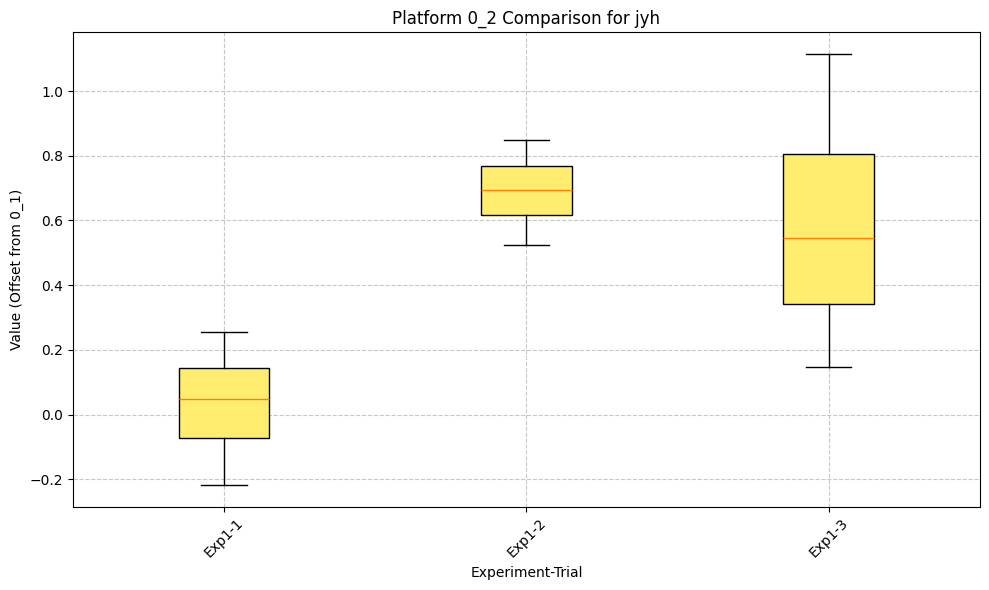 Platform 0_2 Comparison for jyh
Value (Offset from 0_1)
1.0
0.8
0.6
0.4
0.2
0.0
−0.2
Exp1-1
Exp1-2
Exp1-3
Experiment-Trial